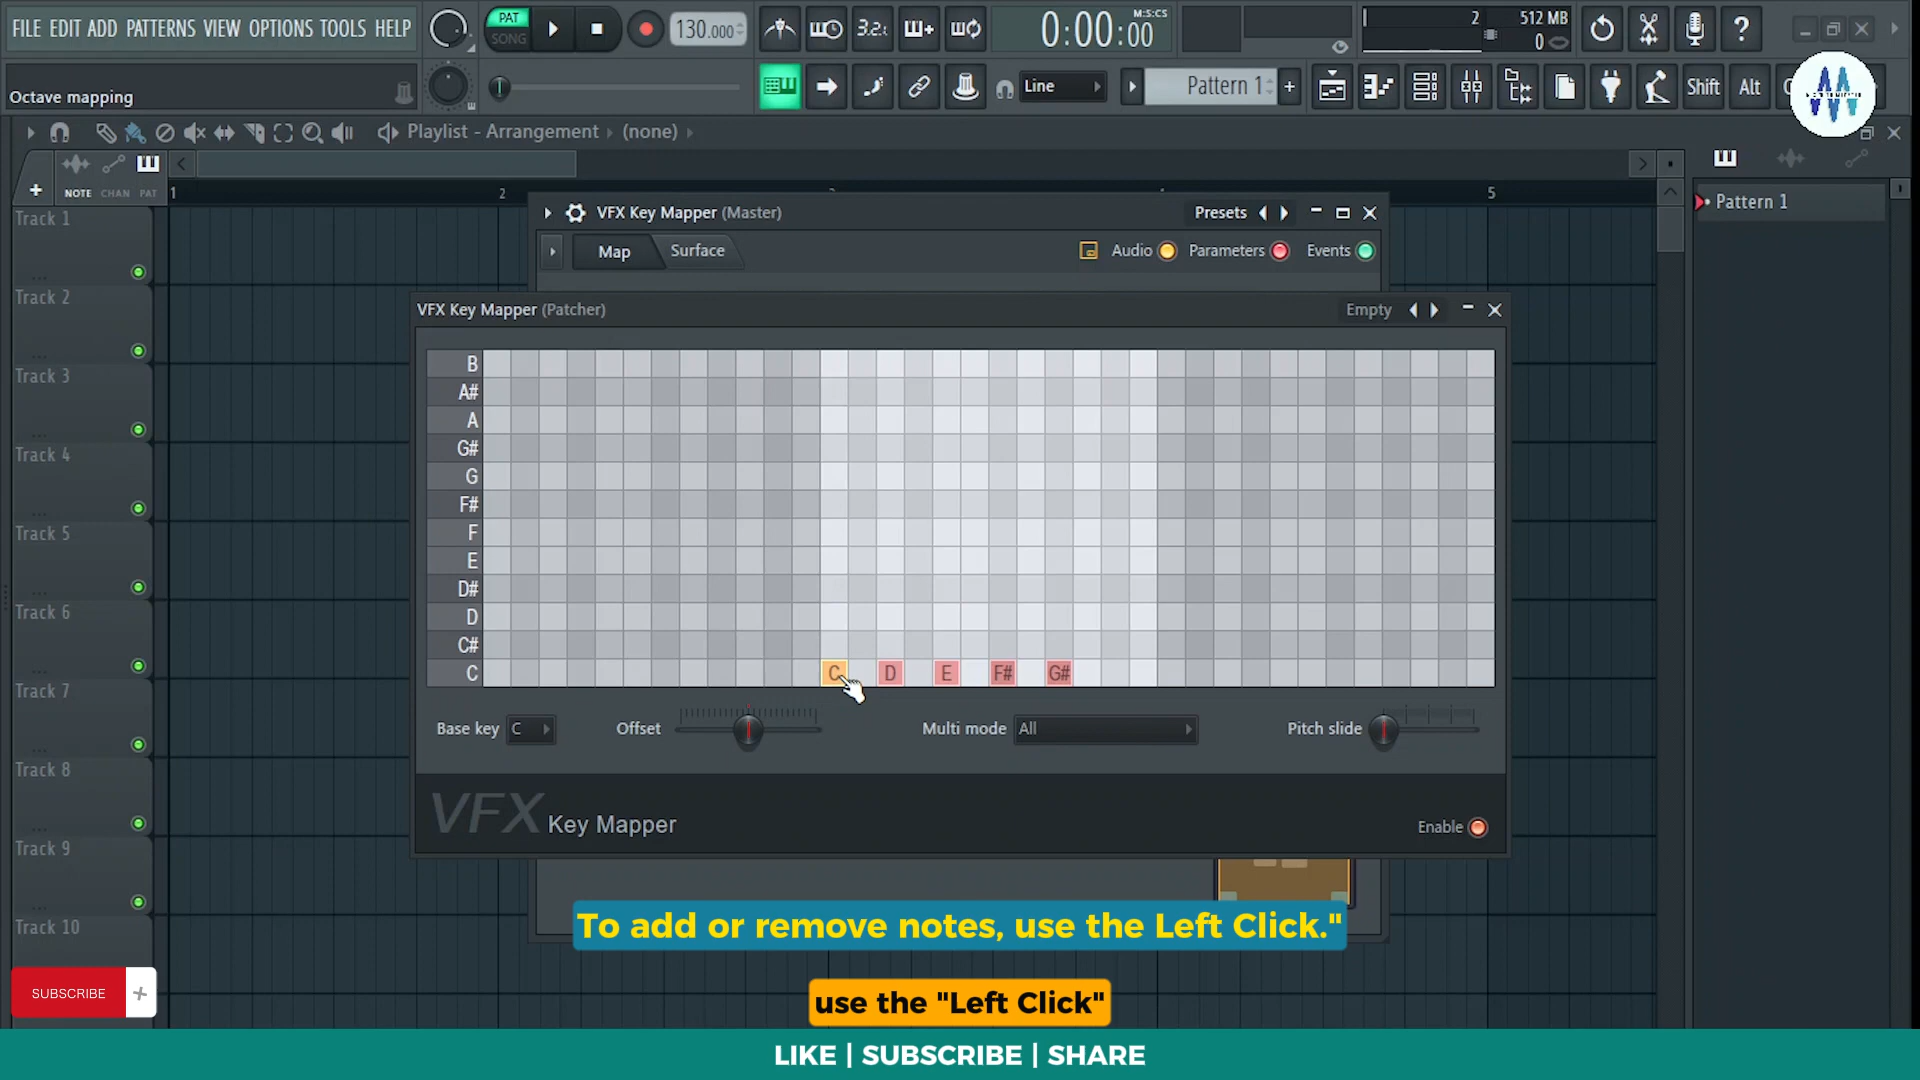 FILE EDIT ADD PATTERNS VIEW OPTIONS TOOLS HELP
PAT
SONG
130.000
3.2.
0:00:00
M:S:CS
2
512 MB
0
Octave mapping
Line
Pattern 1
Shift
Alt
Playlist - Arrangement
(none)
NOTE CHAN PAT
1
2
5
Track 1
Track 2
Track 3
Track 4
Track 5
Track 6
Track 7
Track 8
Track 9
Track 10
Pattern 1
VFX Key Mapper (Master)
Presets
Map
Surface
Audio
Parameters
Events
VFX Key Mapper (Patcher)
Empty
B
A#
A
G#
G
F#
F
E
D#
D
C#
C
C D E F# G#
Base key C
Offset
Multi mode All
Pitch slide
VFX Key Mapper
Enable
To add or remove notes, use the Left Click."
use the "Left Click"
SUBSCRIBE +
LIKE | SUBSCRIBE | SHARE